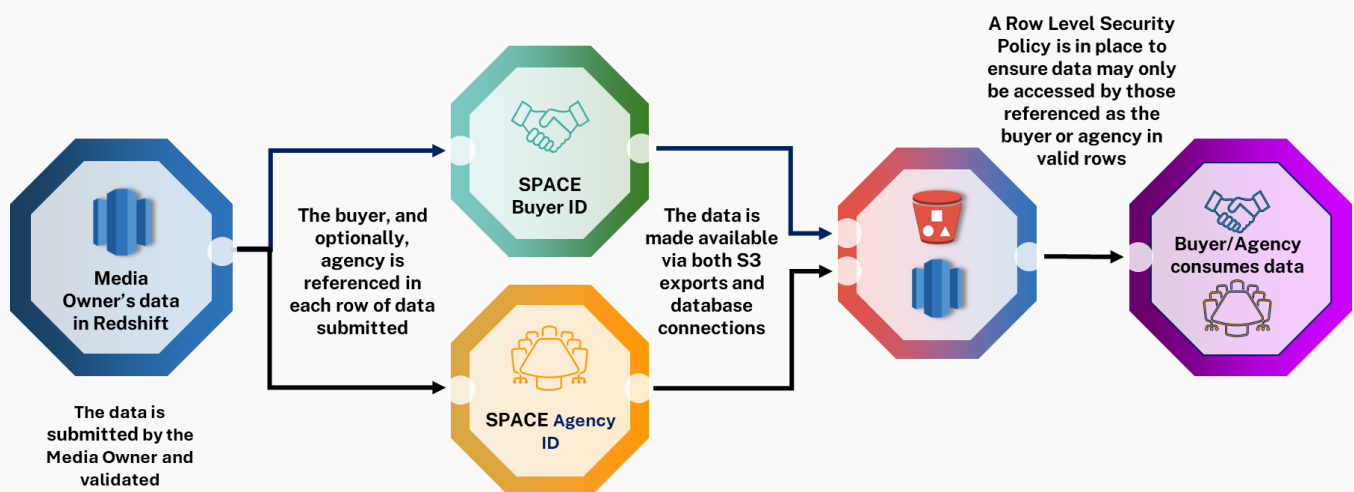 Media
Owner's data
in Redshift
The data is
submitted by the
Media Owner and
validated
The buyer, and
optionally,
agency is
referenced in
each row of data
submitted
SPACE
Buyer ID
SPACE Agency
ID
The data is
made available
via both S3
exports and
database
connections
A Row Level Security
Policy is in place to
ensure data may only
be accessed by those
referenced as the
buyer or agency in
valid rows
Buyer/Agency
consumes data